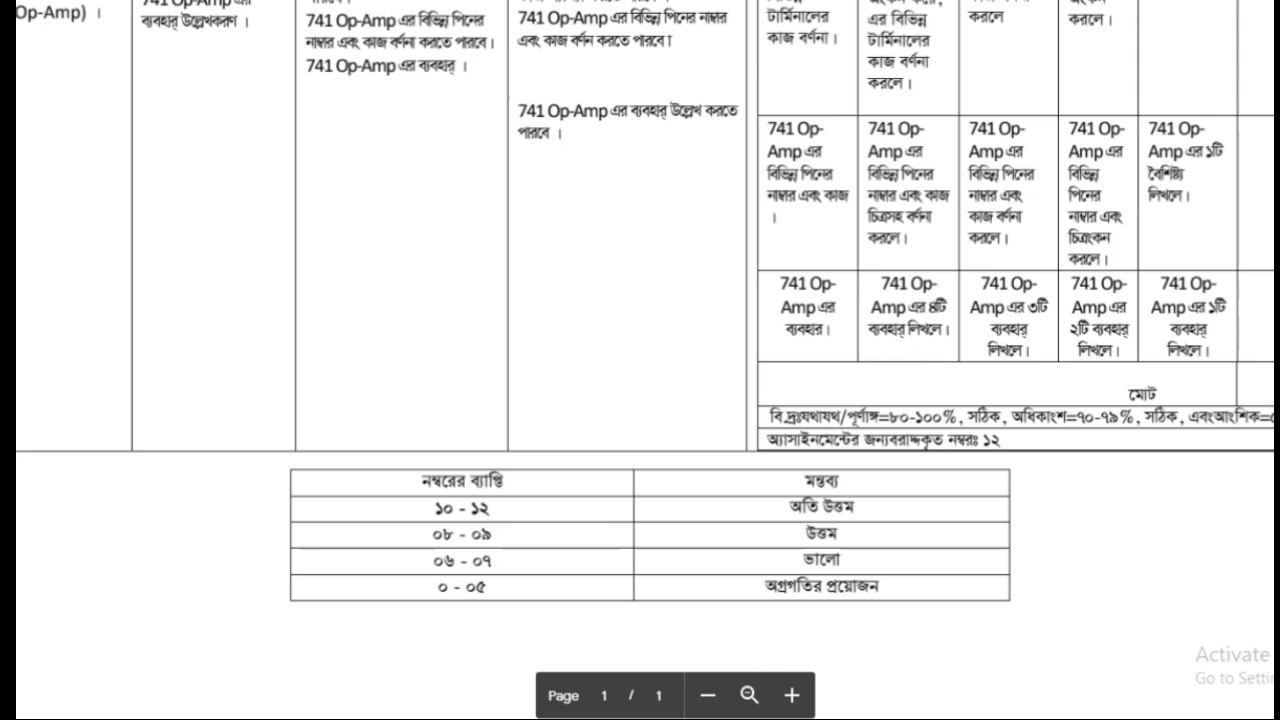 Op-Amp) ।
ব্যবহার্ উল্লেখকরণ ।
741 Op-Amp এর বিভিন্ন পিনের
নাম্বার এবং কাজ বর্ণনা করতে পারবে।
741 Op-Amp এর ব্যবহার্ ।
741 Op-Amp এর বিভিন্ন পিনের নাম্বার
এবং কাজ বর্ণন করতে পারবে।
741 Op-Amp এর ব্যবহার্ উল্লেখ করতে
পারবে ।
টার্মিনালের
কাজ বর্ণনা।
এর বিভিন্ন
টার্মিনালের
কাজ বর্ণনা
করলে।
করলে
করলে।
741 Op-
Amp এর
বিভিন্ন পিনের
নাম্বার এবং কাজ
।
741 Op-
Amp এর
বিভিন্ন পিনের
নাম্বার এবং কাজ
চিত্রসহ বর্ণনা
করলে।
741 Op-
Amp এর
বিভিন্ন পিনের
নাম্বার এবং
কাজ বর্ণনা
করলে।
741 Op-
Amp এর
বিভিন্ন
পিনের
নাম্বার এবং
চিত্রংকন
করলে।
741 Op-
Amp এর ১টি
বৈশিষ্ট্য
লিখলে।
741 Op-
Amp এর
ব্যবহার।
741 Op-
Amp এর ৪টি
ব্যবহার্ লিখলে।
741 Op-
Amp এর ৩টি
ব্যবহার্
লিখলে।
741 Op-
Amp এর
২টি ব্যবহার্
লিখলে।
741 Op-
Amp এর ১টি
ব্যবহার্
লিখলে।
মোট
বি.দ্রঃযথাযথ/পূর্ণাঙ্গ=৮০-১০০%, সঠিক, অধিকাংশ=৭০-৭৯%, সঠিক, এবংআংশিক=
অ্যাসাইনমেন্টের জন্যবরাদ্দকৃত নম্বরঃ ১২
নম্বরের ব্যাপ্তি মন্তব্য
১০ - ১২ অতি উত্তম
০৮ - ০৯ উত্তম
০৬ - ০৭ ভালো
০ - ০৫ অগ্রগতির প্রয়োজন
Activate
Go to Settin
Page 1 / 1